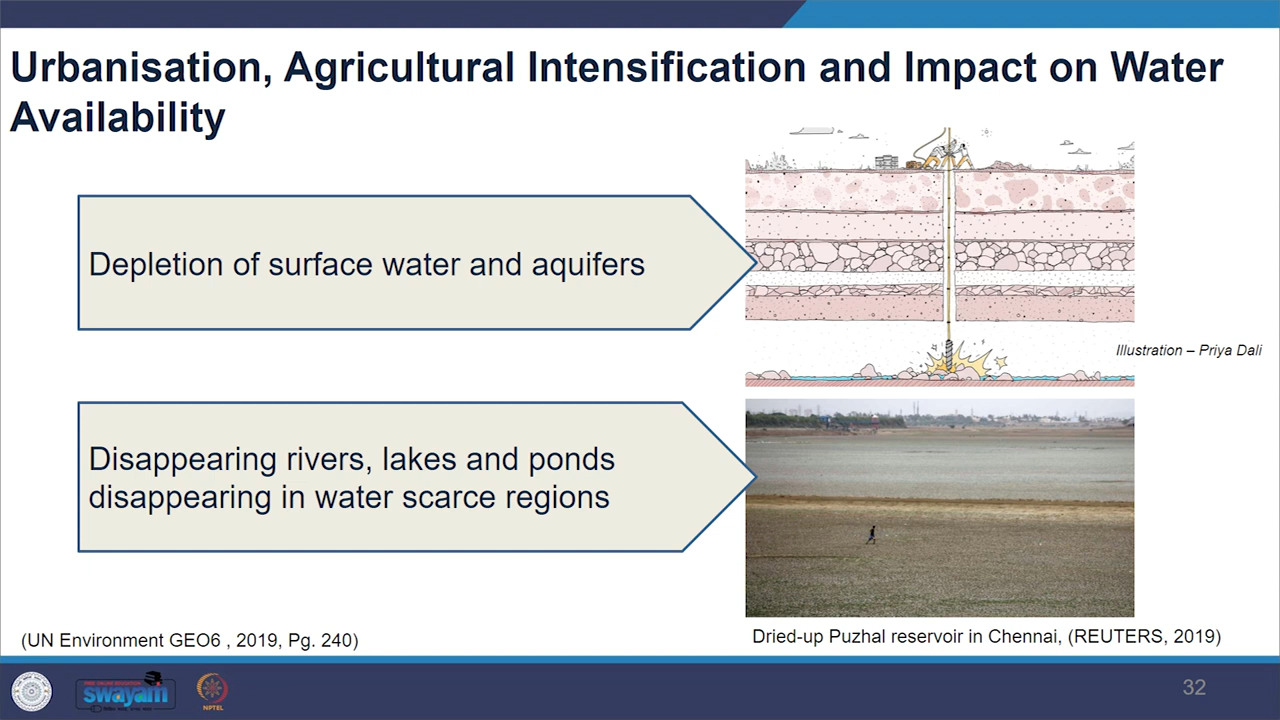 Urbanisation, Agricultural Intensification and Impact on Water
Availability
Depletion of surface water and aquifers
Illustration – Priya Dali
Disappearing rivers, lakes and ponds
disappearing in water scarce regions
(UN Environment GEO6 , 2019, Pg. 240)
Dried-up Puzhal reservoir in Chennai, (REUTERS, 2019)
swayam
NPTEL
32